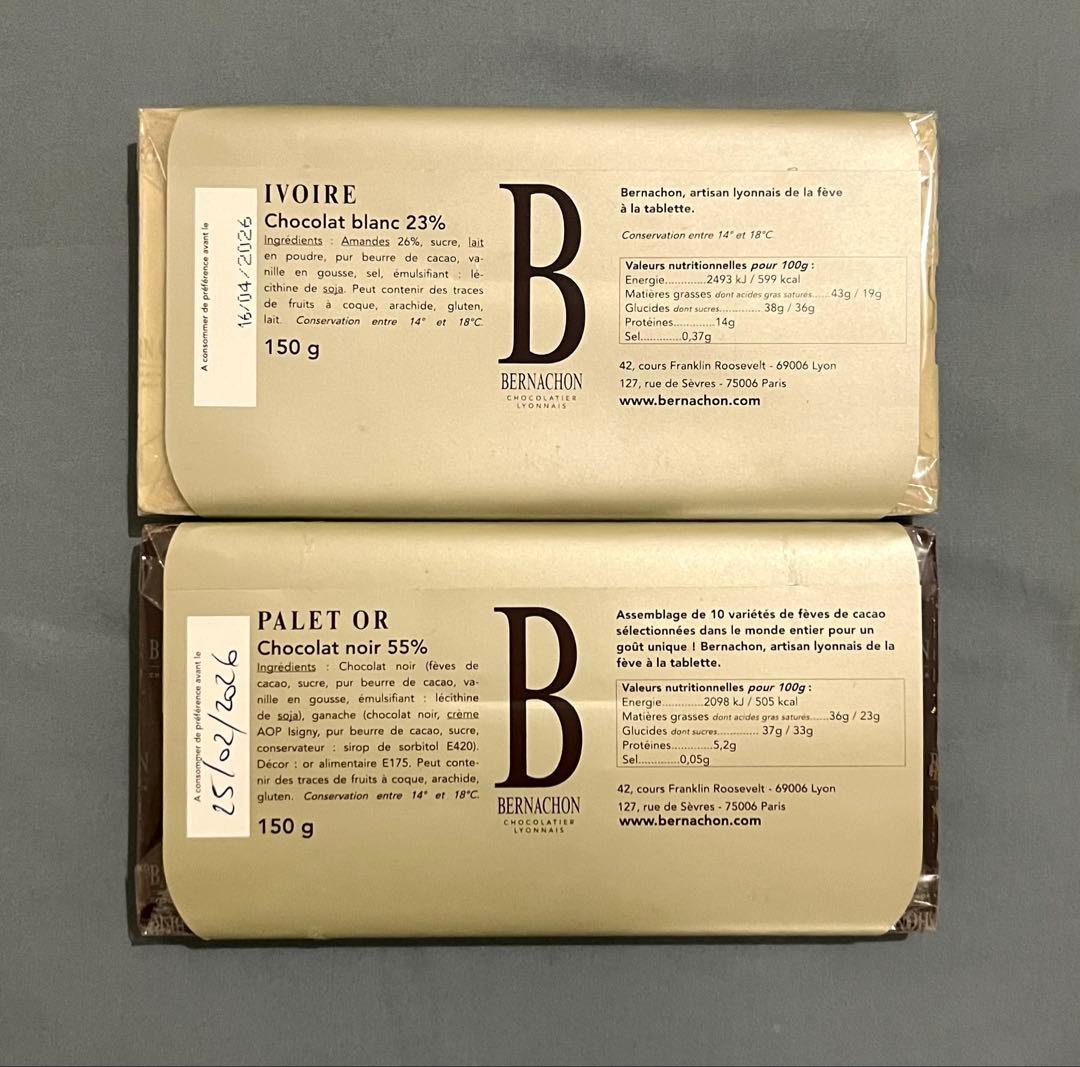 A consommer de préférence avant le
16/04/2026
IVOIRE
Chocolat blanc 23%
Ingrédients : Amandes 26%, sucre, lait
en poudre, pur beurre de cacao, va-
nille en gousse, sel, émulsifiant : lé-
cithine de soja. Peut contenir des traces
de fruits à coque, arachide, gluten,
lait. Conservation entre 14° et 18°C.
150 g
B
BERNACHON
CHOCOLATIER
LYONNAIS
Bernachon, artisan lyonnais de la fève
à la tablette.
Conservation entre 14° et 18°C
Valeurs nutritionnelles pour 100g :
Energie............2493 kJ / 599 kcal
Matières grasses dont acides gras saturés.....43g / 19g
Glucides dont sucres............ 38g / 36g
Protéines............14g
Sel............0,37g
42, cours Franklin Roosevelt - 69006 Lyon
127, rue de Sèvres - 75006 Paris
www.bernachon.com
A consommer de préférence avant le
25/02/2026
PALET OR
Chocolat noir 55%
Ingrédients : Chocolat noir (fèves de
cacao, sucre, pur beurre de cacao, va-
nille en gousse, émulsifiant : lécithine
de soja), ganache (chocolat noir, crème
AOP Isigny, pur beurre de cacao, sucre,
conservateur : sirop de sorbitol E420).
Décor : or alimentaire E175. Peut conte-
nir des traces de fruits à coque, arachide,
gluten. Conservation entre 14° et 18°C.
150 g
B
BERNACHON
CHOCOLATIER
LYONNAIS
Assemblage de 10 variétés de fèves de cacao
sélectionnées dans le monde entier pour un
goût unique ! Bernachon, artisan lyonnais de la
fève à la tablette.
Valeurs nutritionnelles pour 100g :
Energie............2098 kJ / 505 kcal
Matières grasses dont acides gras saturés.....36g / 23g
Glucides dont sucres............ 37g / 33g
Protéines............5,2g
Sel............0,05g
42, cours Franklin Roosevelt - 69006 Lyon
127, rue de Sèvres - 75006 Paris
www.bernachon.com